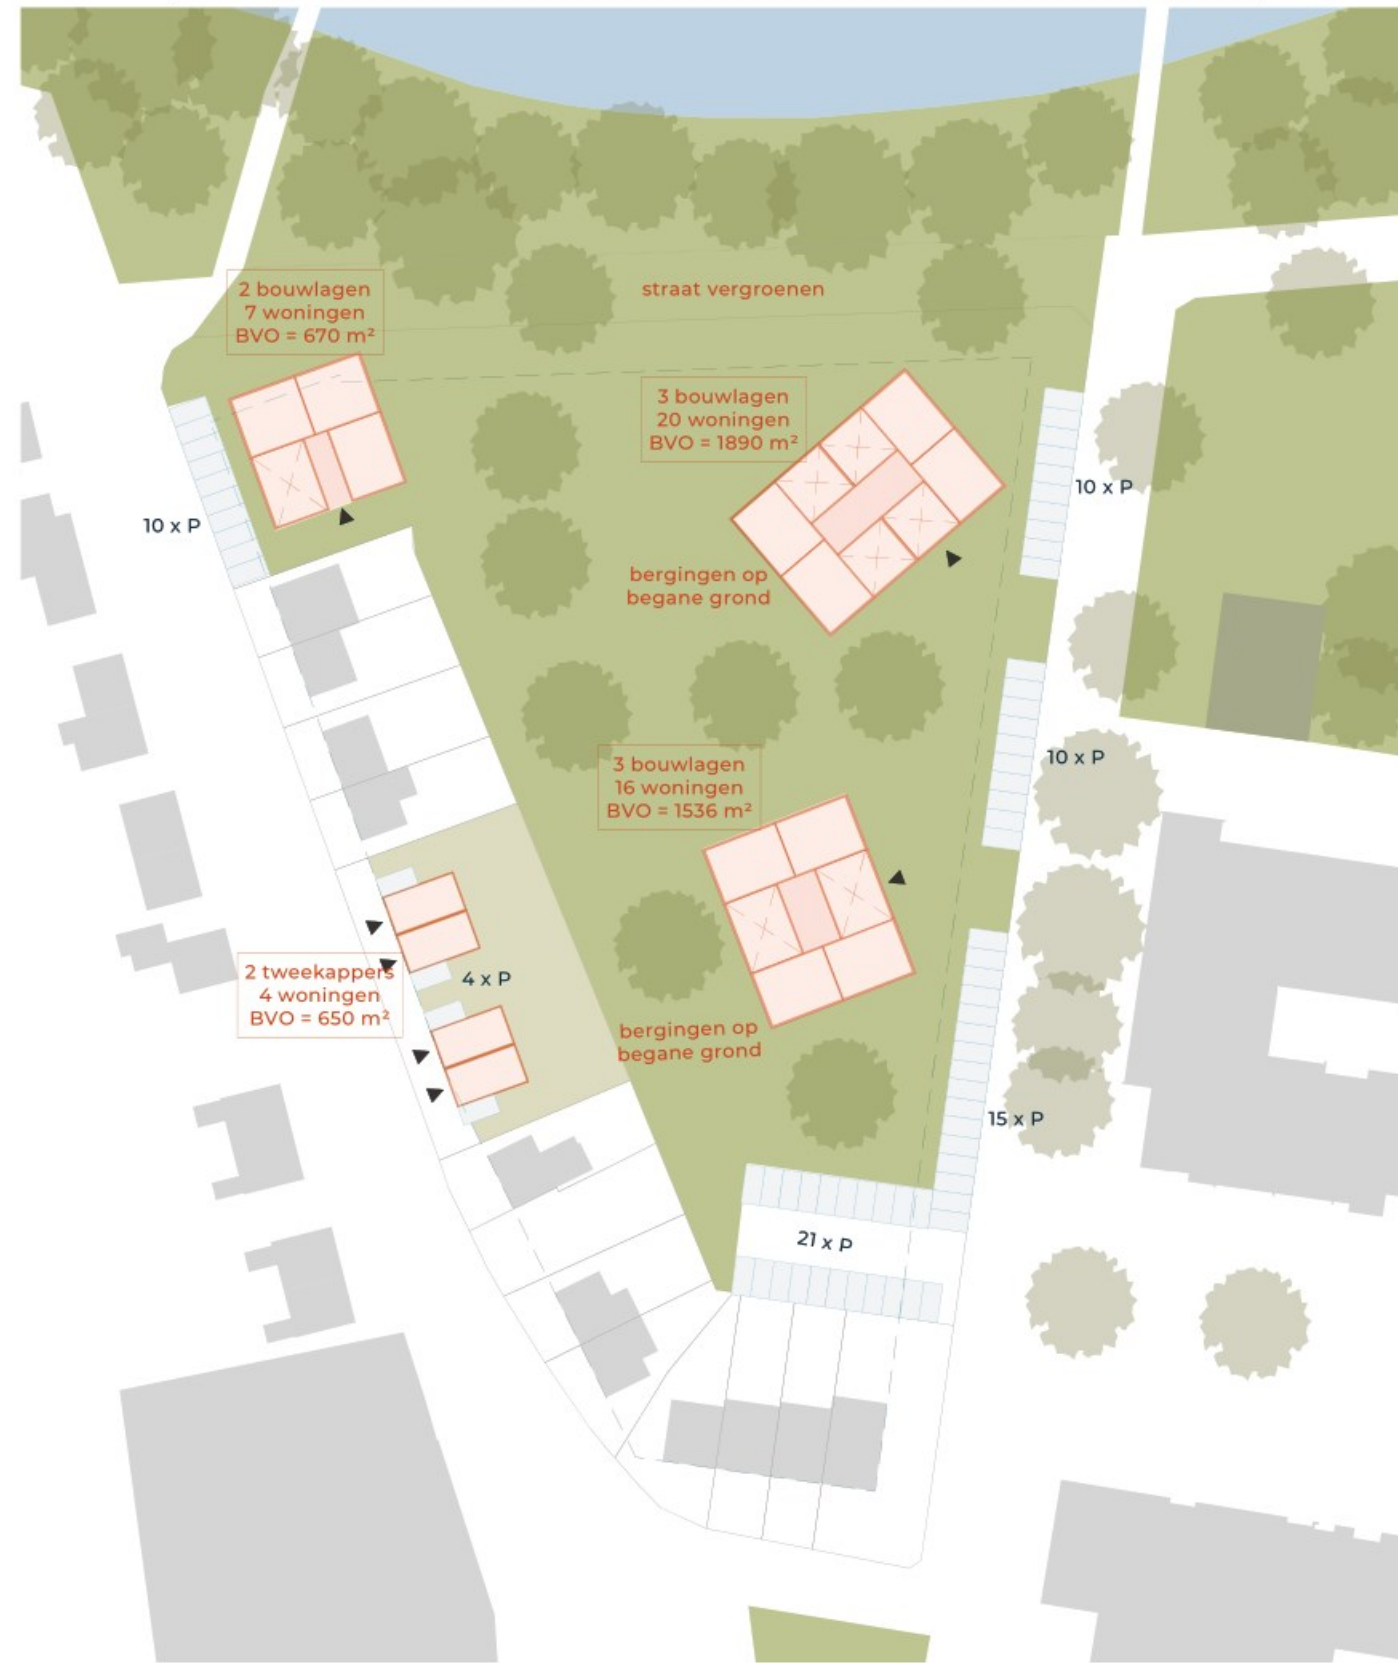 2 bouwlagen
7 woningen
BVO = 670 m²
straat vergroenen
3 bouwlagen
20 woningen
BVO = 1890 m²
10 x P
10 x P
bergingen op
begane grond
3 bouwlagen
16 woningen
BVO = 1536 m²
10 x P
2 tweekappers
4 woningen
BVO = 650 m²
4 x P
bergingen op
begane grond
15 x P
21 x P